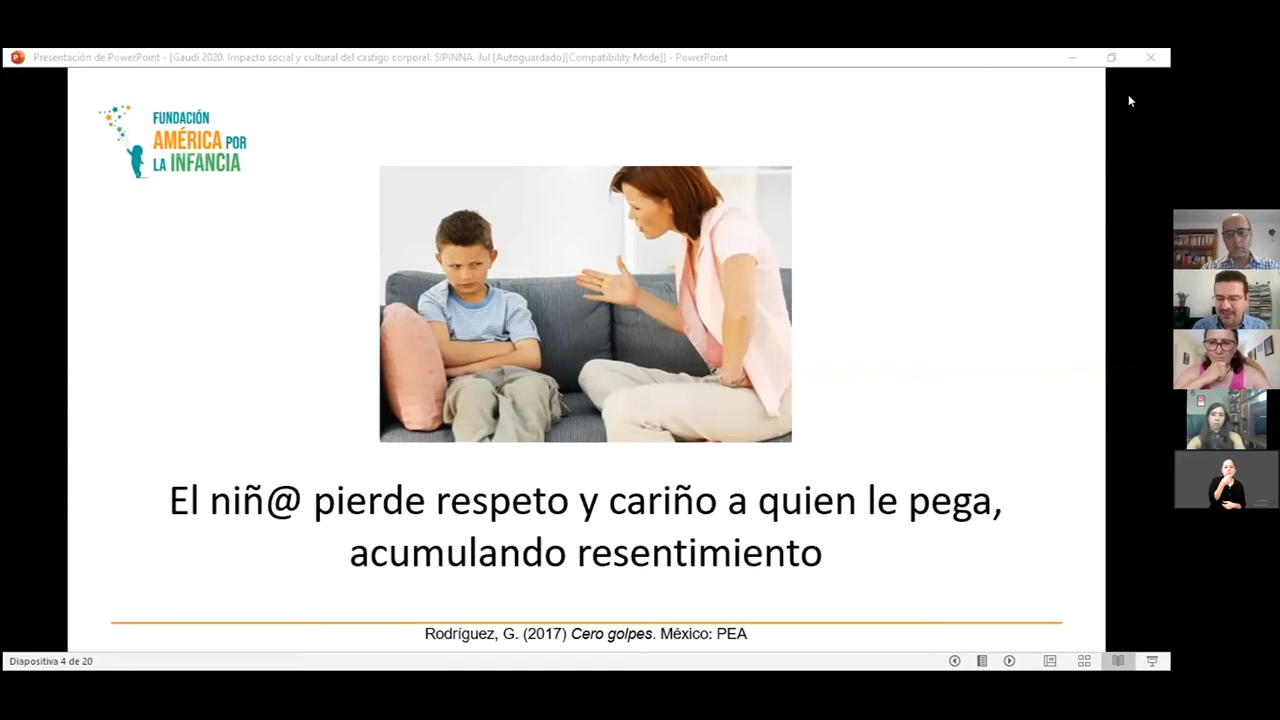 Presentación de PowerPoint - [Gaudi 2020. Impacto social y cultural del castigo corporal. SIPINNA. Jul [Autoguardado][Compatibility Mode]] - PowerPoint
FUNDACIÓN
AMÉRICA POR
LA INFANCIA
El niñ@ pierde respeto y cariño a quien le pega,
acumulando resentimiento
Rodríguez, G. (2017) Cero golpes. México: PEA
Diapositiva 4 de 20